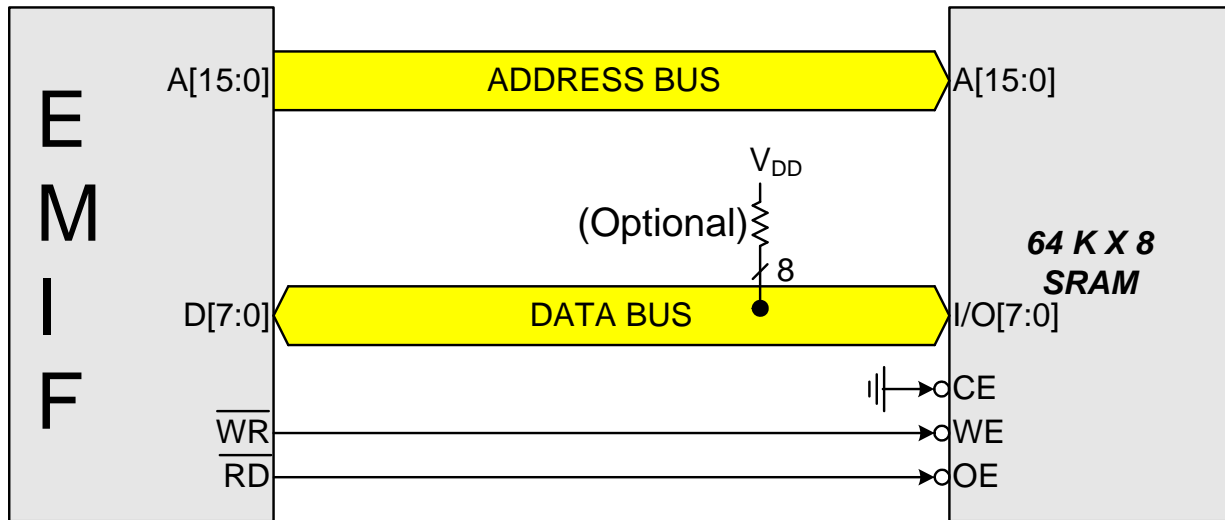 EMIF
A[15:0]
ADDRESS BUS
A[15:0]
VDD
(Optional)
8
64 K X 8
SRAM
D[7:0]
DATA BUS
I/O[7:0]
CE
WR
WE
RD
OE